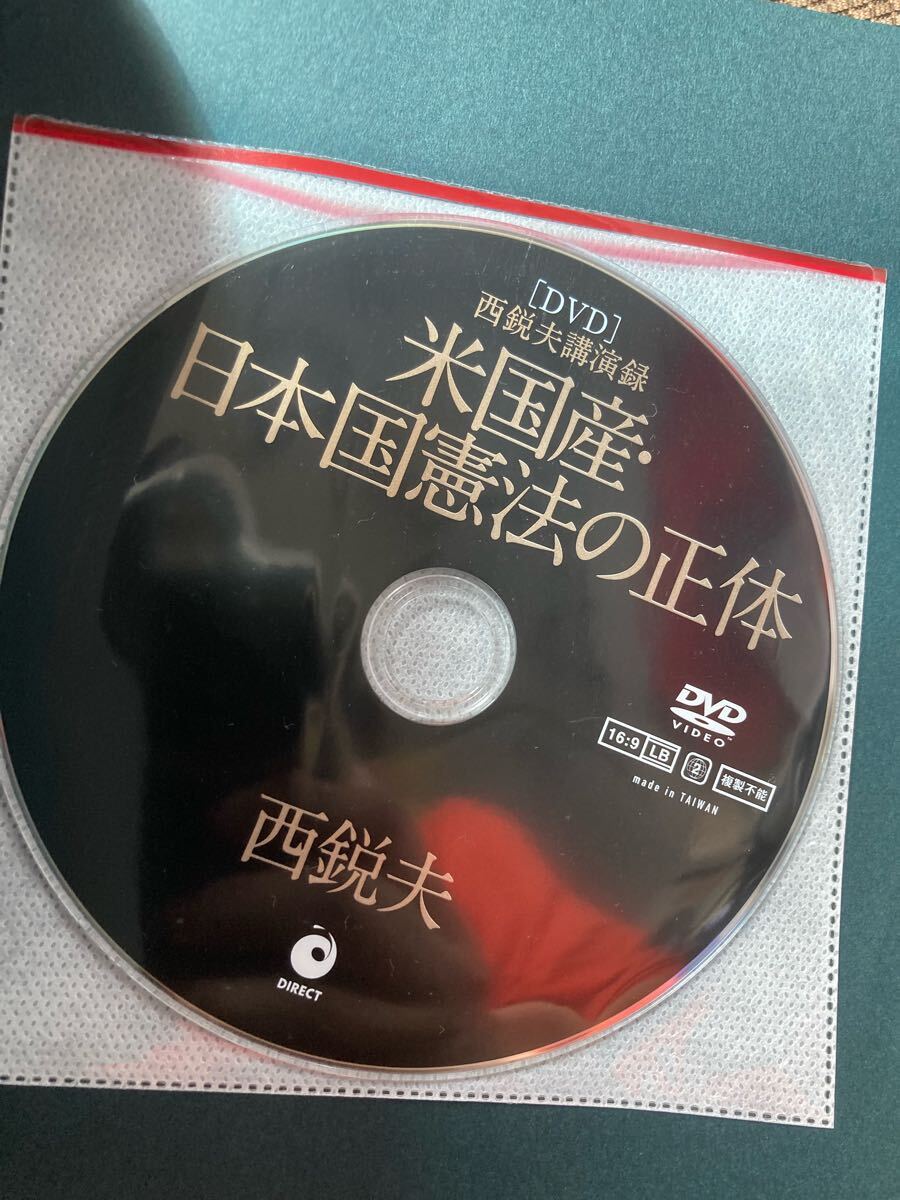 [DVD]
西鋭夫講演録
米国産・
日本国憲法の正体
DVD
VIDEO™
16:9 LB 2 複製不能
made in TAIWAN
西鋭夫
DIRECT